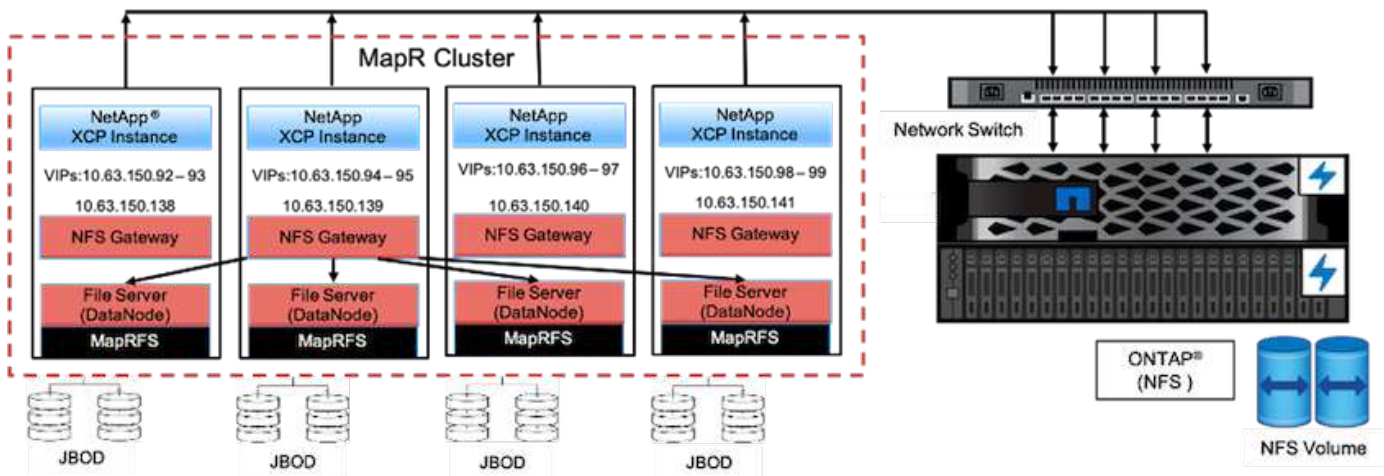 MapR Cluster
NetApp®
XCP Instance
VIPs:10.63.150.92–93
10.63.150.138
NFS Gateway
File Server
(DataNode)
MapRFS
JBOD
NetApp
XCP Instance
VIPs:10.63.150.94–95
10.63.150.139
NFS Gateway
File Server
(DataNode)
MapRFS
JBOD
NetApp
XCP Instance
VIPs:10.63.150.96–97
10.63.150.140
NFS Gateway
File Server
(DataNode)
MapRFS
JBOD
NetApp
XCP Instance
VIPs:10.63.150.98–99
10.63.150.141
NFS Gateway
File Server
(DataNode)
MapRFS
JBOD
Network Switch
ONTAP®
(NFS )
NFS Volume